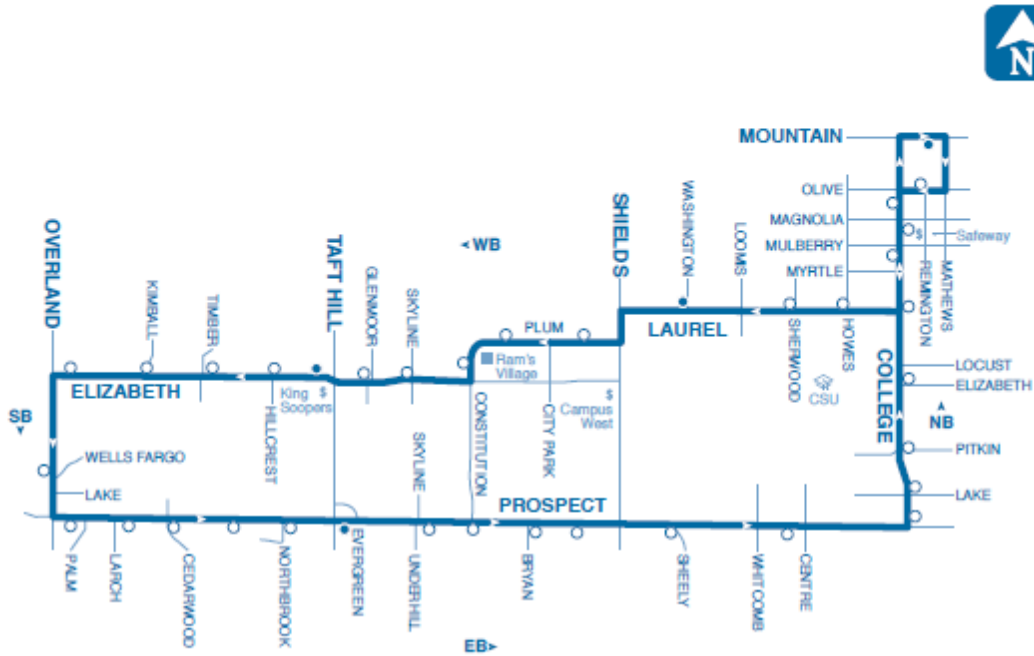 N
MOUNTAIN
OLIVE
MAGNOLIA
MULBERRY
MYRTLE
$
Safeway
REMINGTON
MATHEWS
OVERLAND
KIMBALL
TIMBER
TAFT HILL
GLENMOOR
SKYLINE
WB
SHIELDS
WASHINGTON
LOOMIS
SHERWOOD
HOWES
PLUM
LAUREL
Ram's
Village
ELIZABETH
HILLCREST
King
Soopers
$
CONSTITUTION
CITY PARK
$
Campus
West
CSU
COLLEGE
LOCUST
ELIZABETH
NB
PITKIN
LAKE
SB
WELLS FARGO
LAKE
SKYLINE
PROSPECT
PALM
LARCH
CEDARWOOD
NORTHBROOK
EVERGREEN
UNDERHILL
BRYAN
SHEELY
WHITCOMB
CENTRE
EB